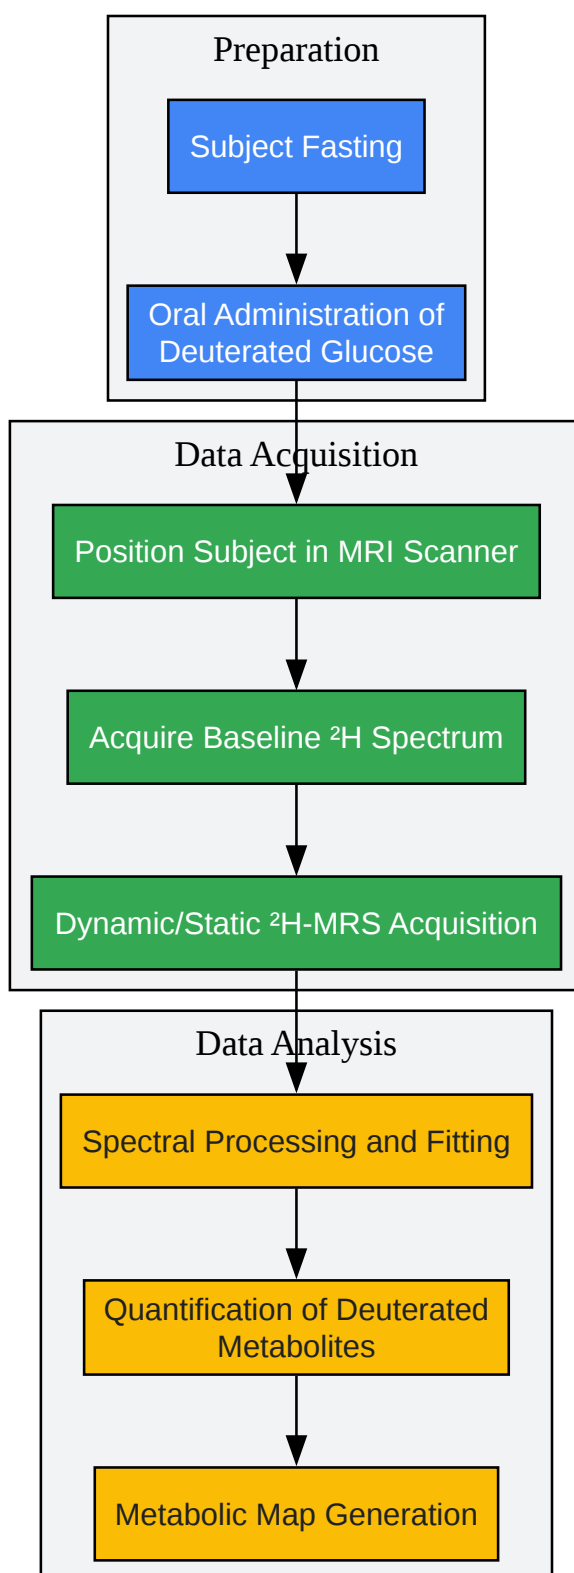 Preparation
Subject Fasting
Oral Administration of
Deuterated Glucose
Data Acquisition
Position Subject in MRI Scanner
Acquire Baseline ²H Spectrum
Dynamic/Static ²H-MRS Acquisition
Data Analysis
Spectral Processing and Fitting
Quantification of Deuterated
Metabolites
Metabolic Map Generation